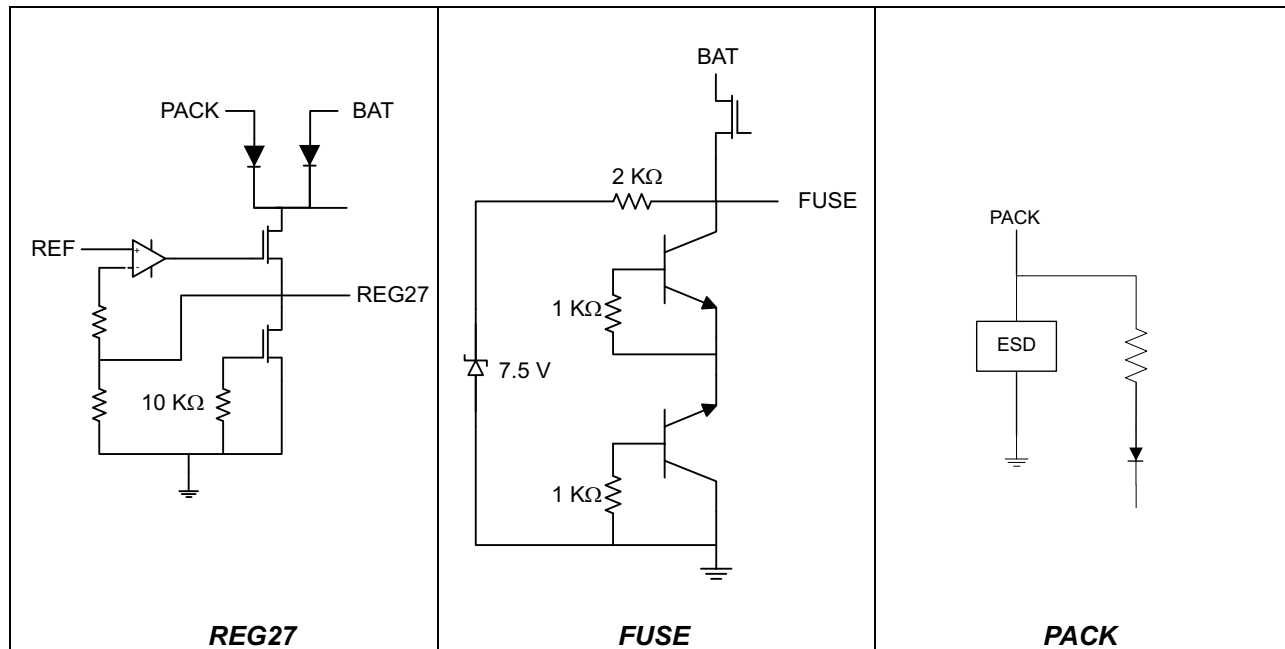 PACK
BAT
REF
+
-
REG27
10 KΩ
REG27
BAT
2 KΩ
FUSE
1 KΩ
7.5 V
1 KΩ
FUSE
PACK
ESD
PACK